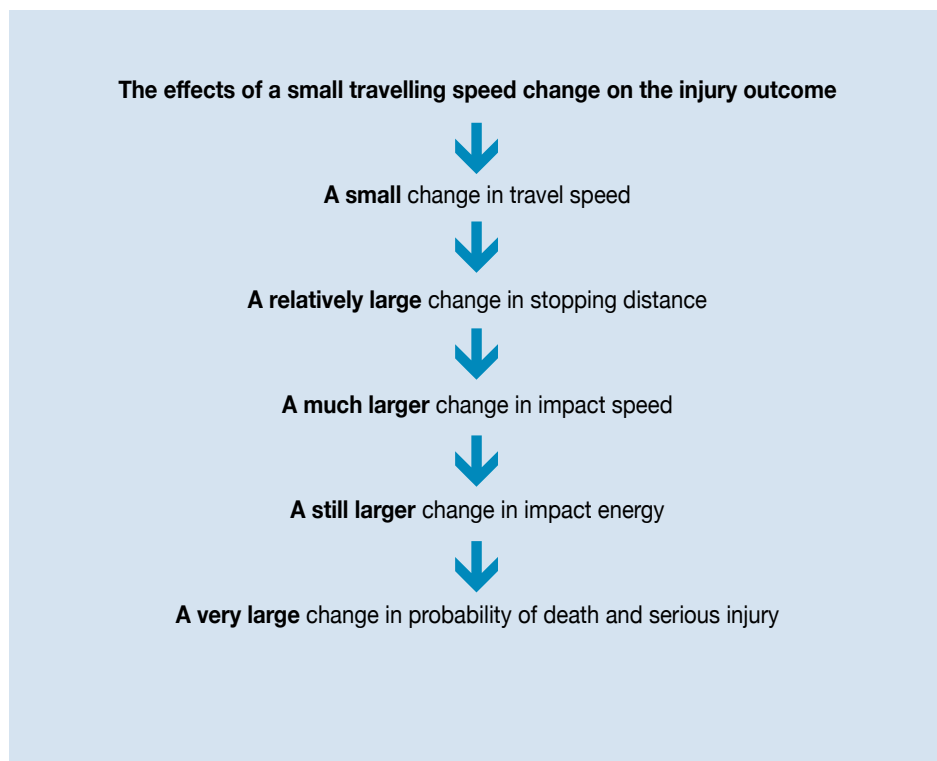 The effects of a small travelling speed change on the injury outcome
A small change in travel speed
A relatively large change in stopping distance
A much larger change in impact speed
A still larger change in impact energy
A very large change in probability of death and serious injury